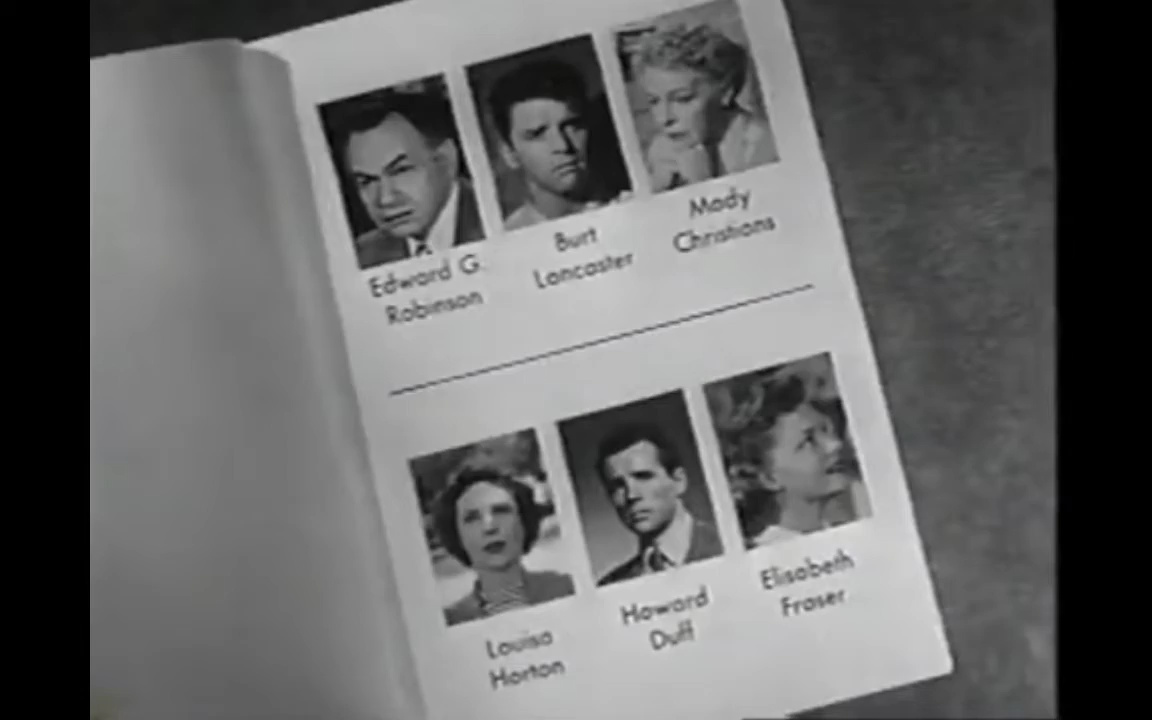 Edward G.
Robinson
Burt
Lancaster
Mady
Christians
Louisa
Horton
Howard
Duff
Elisabeth
Fraser